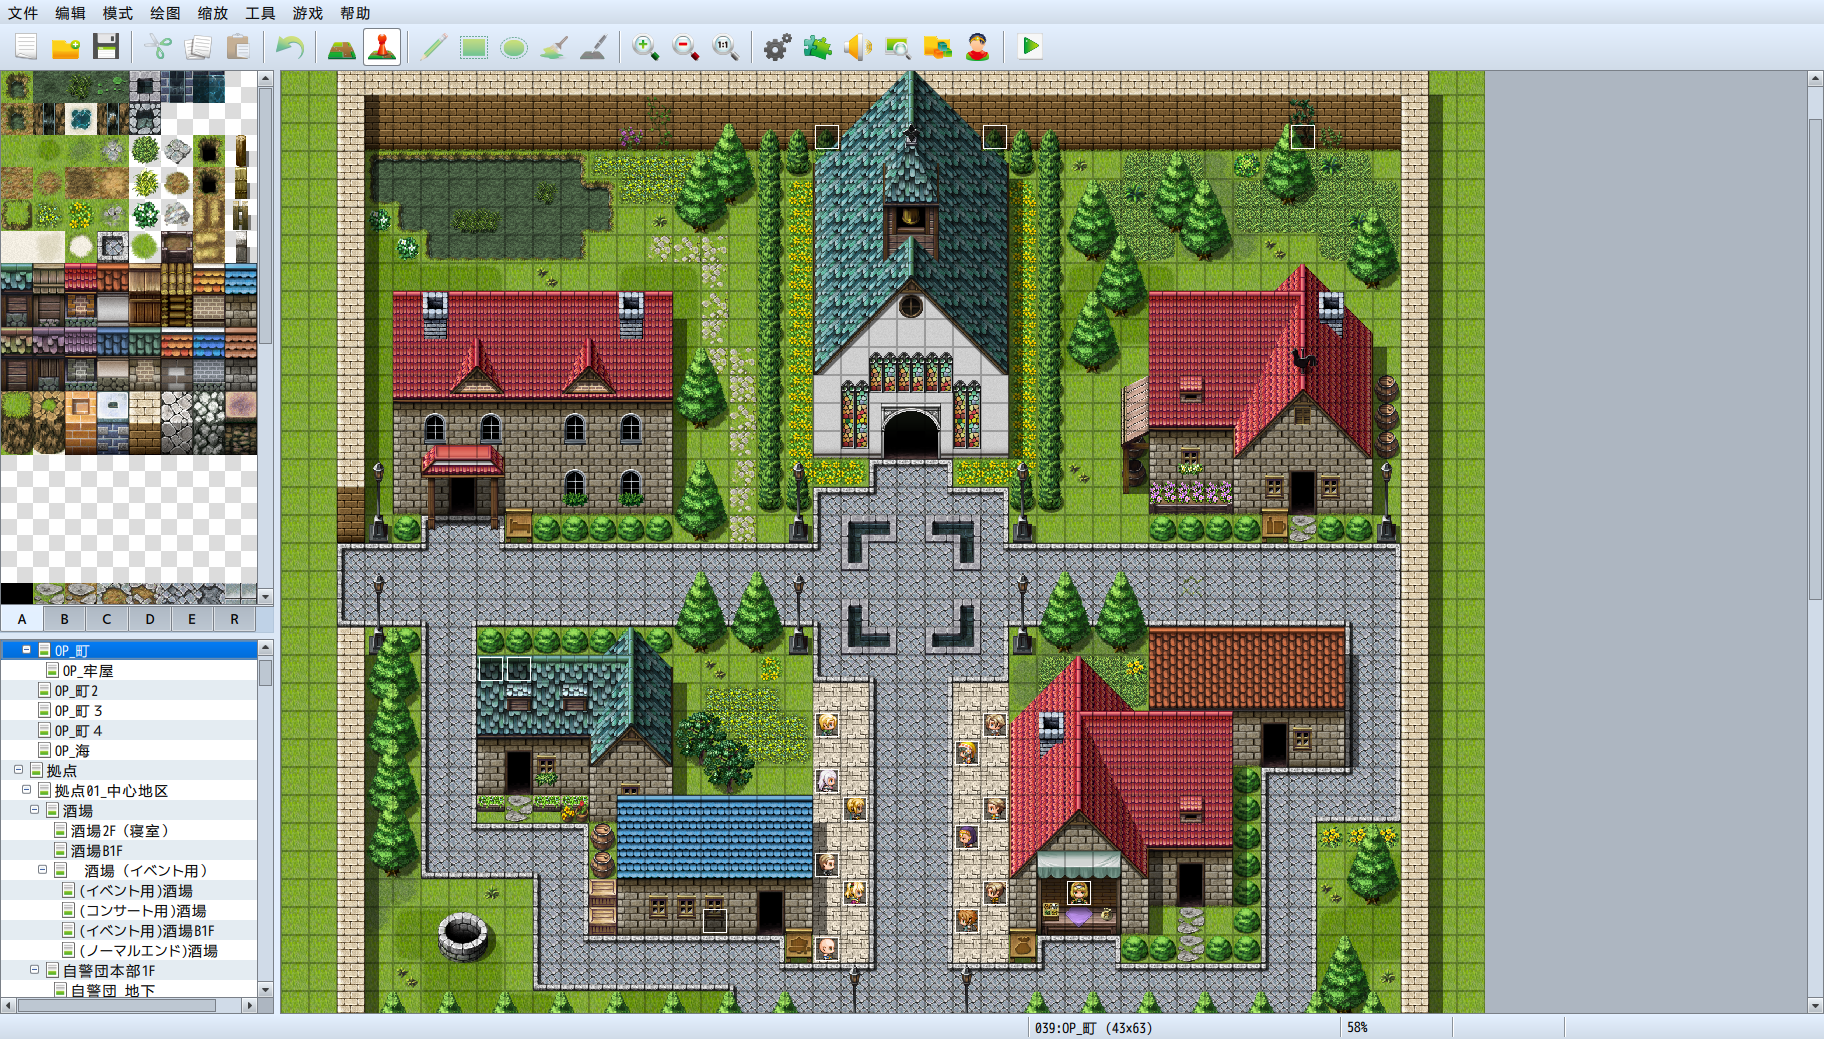 文件 编辑 模式 绘图 缩放 工具 游戏 帮助
1:1
A B C D E R
OP_町
OP_牢屋
OP_町2
OP_町３
OP_町４
OP_海
拠点
拠点01_中心地区
酒場
酒場2F（寝室）
酒場B1F
酒場（イベント用）
(イベント用)酒場
(コンサート用)酒場
(イベント用)酒場B1F
(ノーマルエンド)酒場
自警団本部1F
自警団_地下
039:OP_町 (43x63)
58%